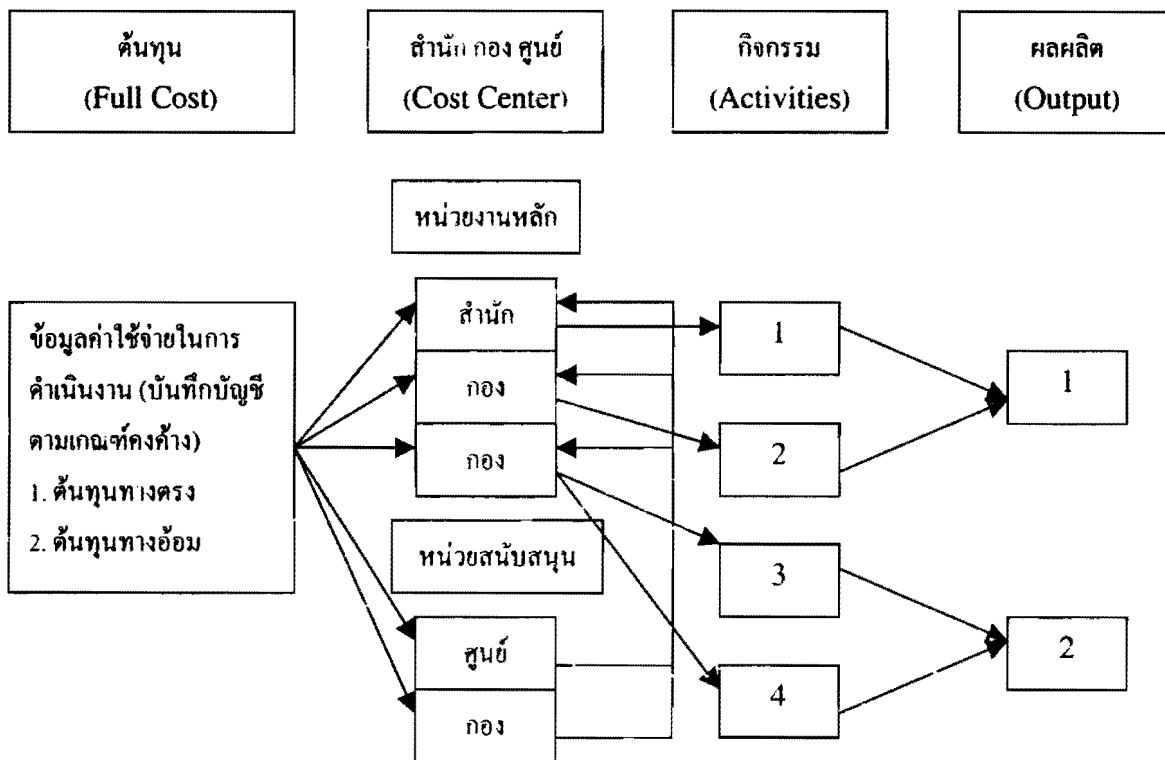 ต้นทุน
(Full Cost)
สำนัก กอง ศูนย์
(Cost Center)
กิจกรรม
(Activities)
ผลผลิต
(Output)
หน่วยงานหลัก
สำนัก
กอง
กอง
ข้อมูลค่าใช้จ่ายในการ
ดำเนินงาน (บันทึกบัญชี
ตามเกณฑ์คงค้าง)
1. ต้นทุนทางตรง
2. ต้นทุนทางอ้อม
หน่วยสนับสนุน
ศูนย์
กอง
1
2
3
4
1
2